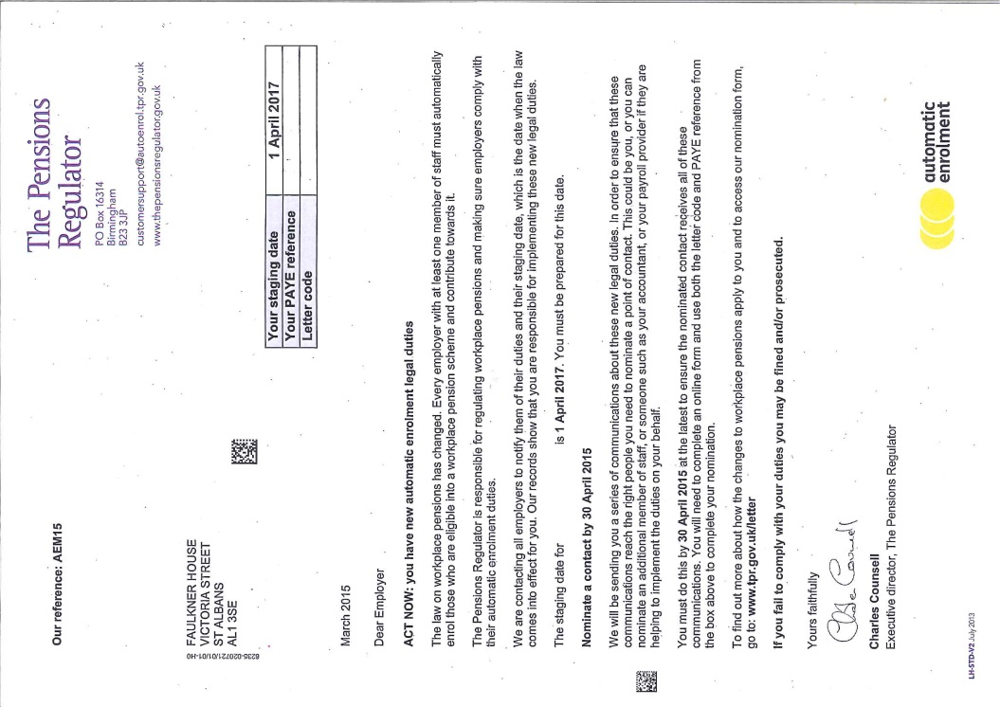 The Pensions
Regulator
PO Box 16314
Birmingham
B23 3JP
customersupport@autoenrol.tpr.gov.uk
www.thepensionsregulator.gov.uk
Our reference: AEM15
Your staging date 1 April 2017
Your PAYE reference
Letter code
FAULKNER HOUSE
VICTORIA STREET
ST ALBANS
AL1 3SE
March 2015
Dear Employer
ACT NOW: you have new automatic enrolment legal duties
The law on workplace pensions has changed. Every employer with at least one member of staff must automatically
enrol those who are eligible into a workplace pension scheme and contribute towards it.
The Pensions Regulator is responsible for regulating workplace pensions and making sure employers comply with
their automatic enrolment duties.
We are contacting all employers to notify them of their duties and their staging date, which is the date when the law
comes into effect for you. Our records show that you are responsible for implementing these new legal duties.
The staging date for is 1 April 2017. You must be prepared for this date.
Nominate a contact by 30 April 2015
We will be sending you a series of communications about these new legal duties. In order to ensure that these
communications reach the right people you need to nominate a point of contact. This could be you, or you can
nominate an additional member of staff, or someone such as your accountant, or your payroll provider if they are
helping to implement the duties on your behalf.
You must do this by 30 April 2015 at the latest to ensure the nominated contact receives all of these
communications. You will need to complete an online form and use both the letter code and PAYE reference from
the box above to complete your nomination.
To find out more about how the changes to workplace pensions apply to you and to access our nomination form,
go to: www.tpr.gov.uk/letter
If you fail to comply with your duties you may be fined and/or prosecuted.
Yours faithfully
Charles Counsell
Executive director, The Pensions Regulator
automatic
enrolment
LH-STD-V2 July 2013